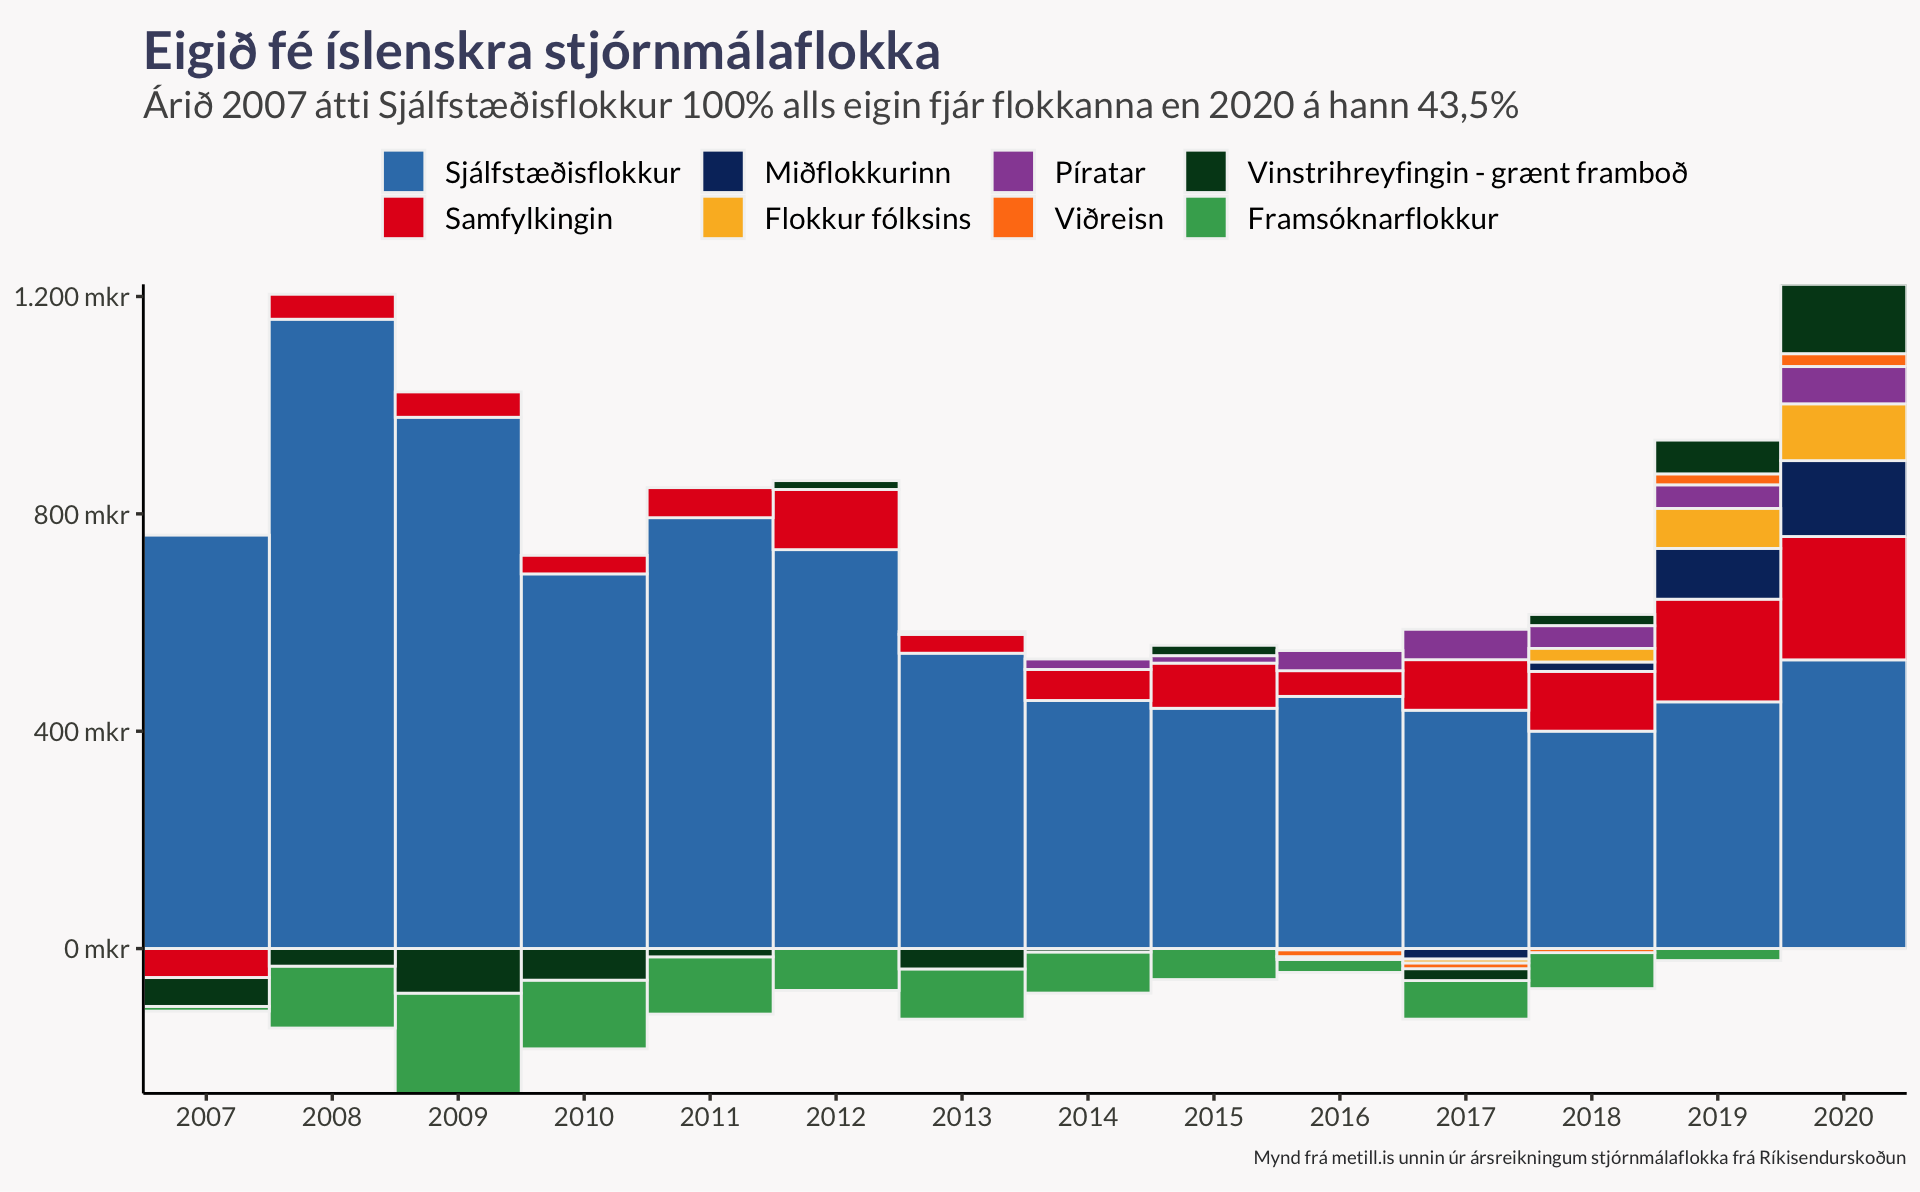 Eigið fé íslenskra stjórnmálaflokka
Árið 2007 átti Sjálfstæðisflokkur 100% alls eigin fjár flokkanna en 2020 á hann 43,5%
Sjálfstæðisflokkur Miðflokkurinn Píratar Vinstrihreyfingin - grænt framboð
Samfylkingin Flokkur fólksins Viðreisn Framsóknarflokkur
1.200 mkr
800 mkr
400 mkr
0 mkr
2007 2008 2009 2010 2011 2012 2013 2014 2015 2016 2017 2018 2019 2020
Mynd frá metill.is unnin úr ársreikningum stjórnmálaflokka frá Ríkisendurskoðun